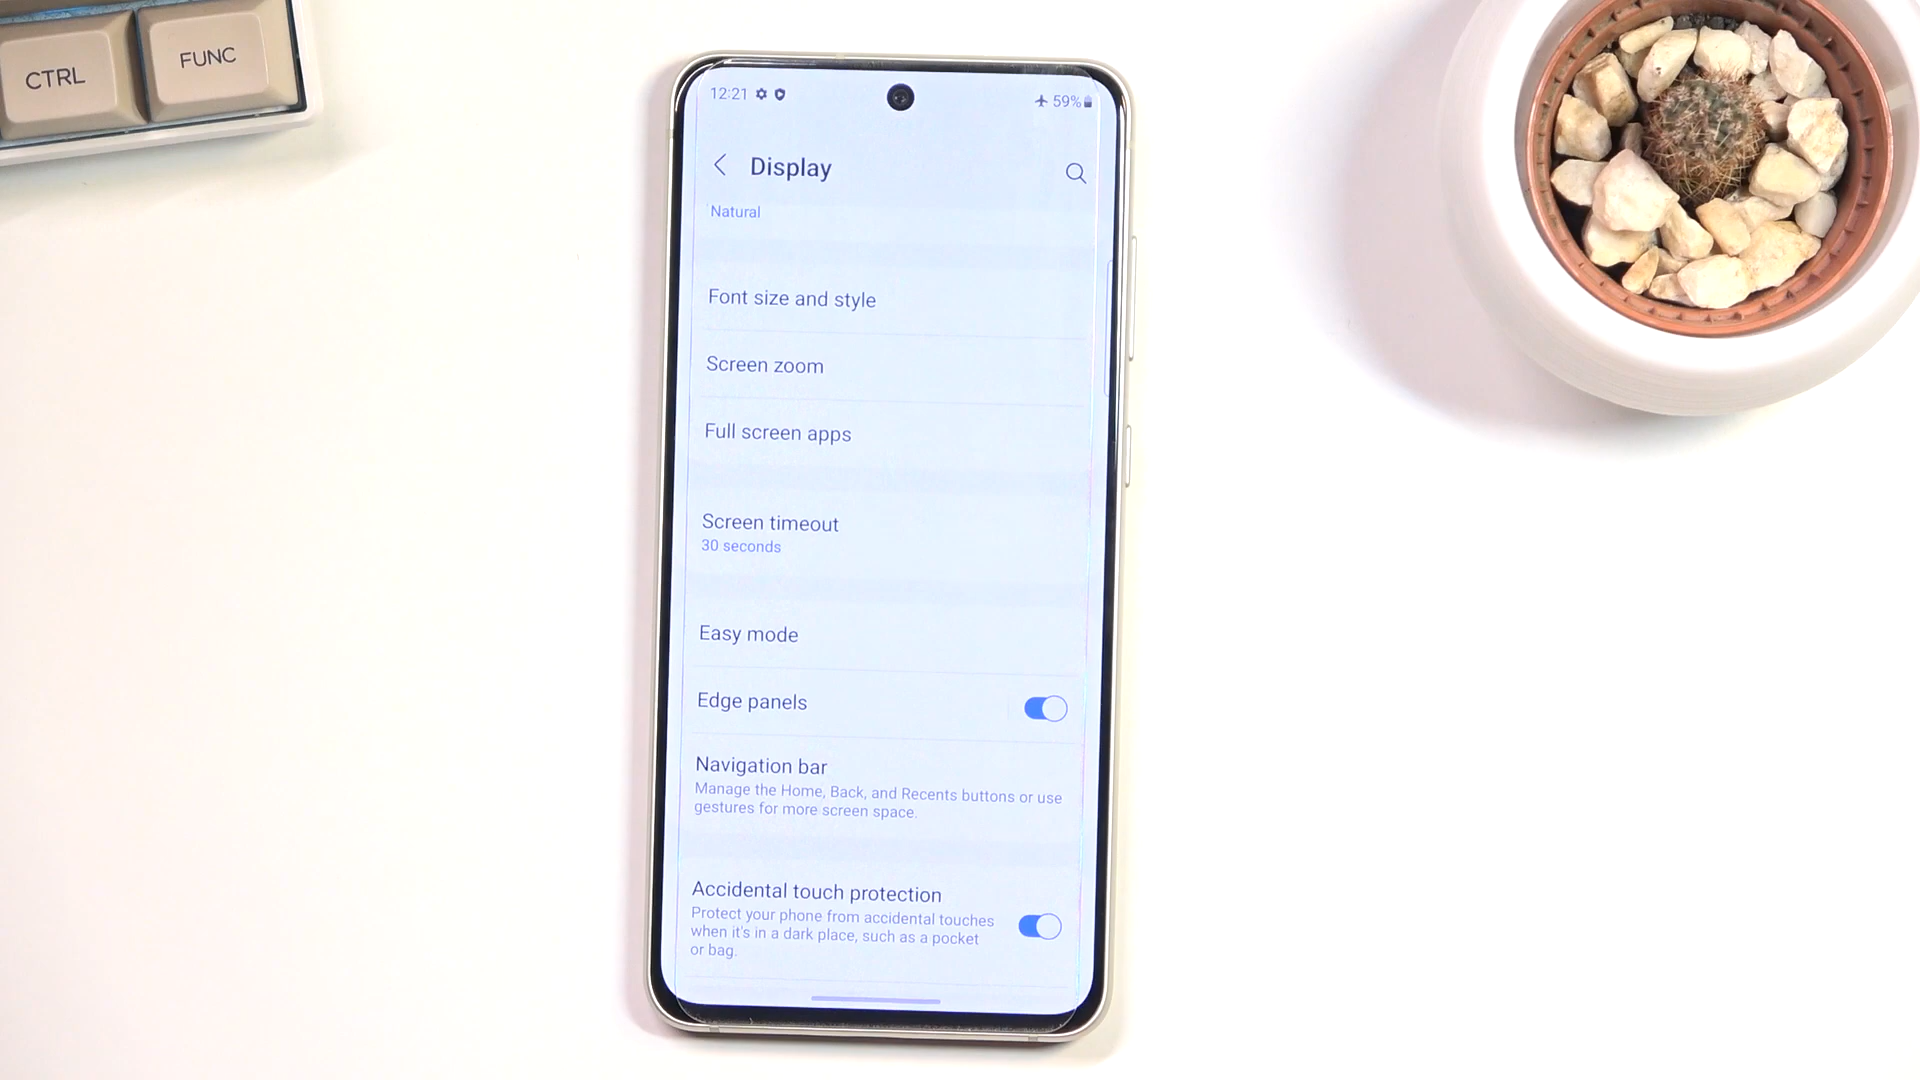 CTRL
FUNC
12:21
59%
Display
Natural
Font size and style
Screen zoom
Full screen apps
Screen timeout
30 seconds
Easy mode
Edge panels
Navigation bar
Manage the Home, Back, and Recents buttons or use
gestures for more screen space.
Accidental touch protection
Protect your phone from accidental touches
when it's in a dark place, such as a pocket
or bag.